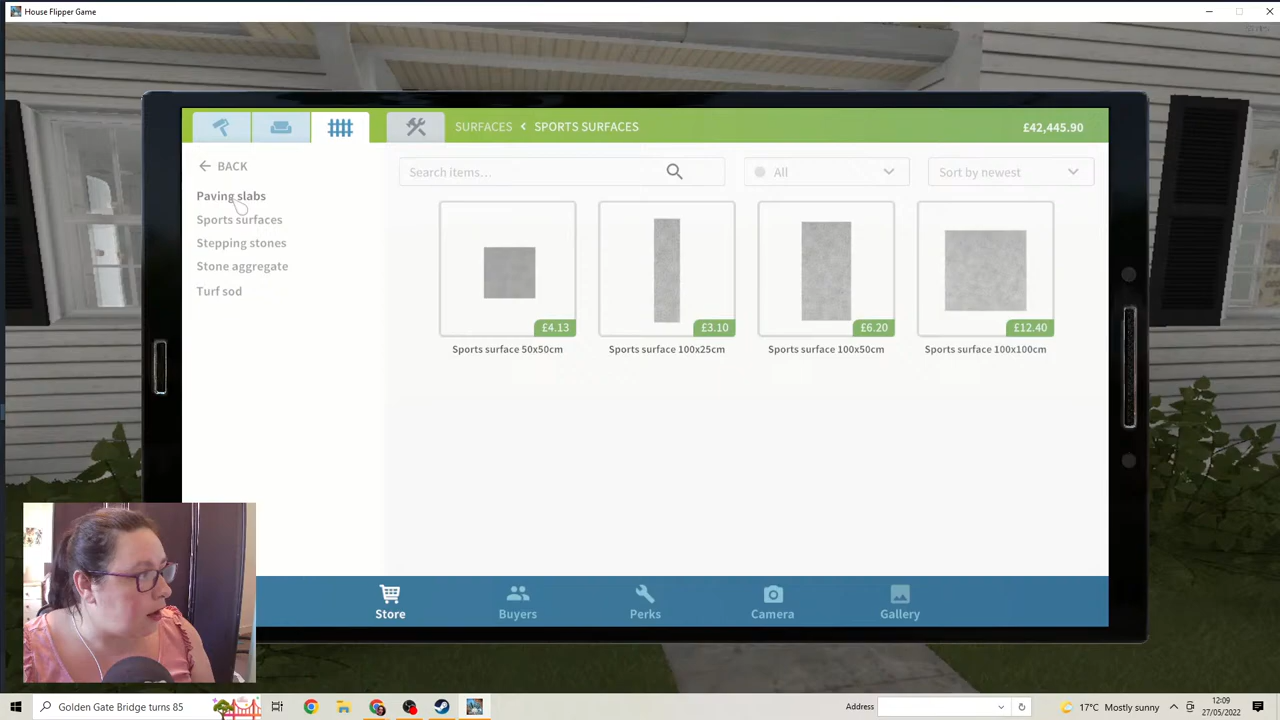 House Flipper Game
SURFACES < SPORTS SURFACES
£42,445.90
BACK
Search items...
All
Sort by newest
Paving slabs
Sports surfaces
Stepping stones
Stone aggregate
Turf sod
£4.13
£3.10
£6.20
£12.40
Sports surface 50x50cm
Sports surface 100x25cm
Sports surface 100x50cm
Sports surface 100x100cm
Store
Buyers
Perks
Camera
Gallery
Golden Gate Bridge turns 85
Address
17°C Mostly sunny
12:09
27/05/2022